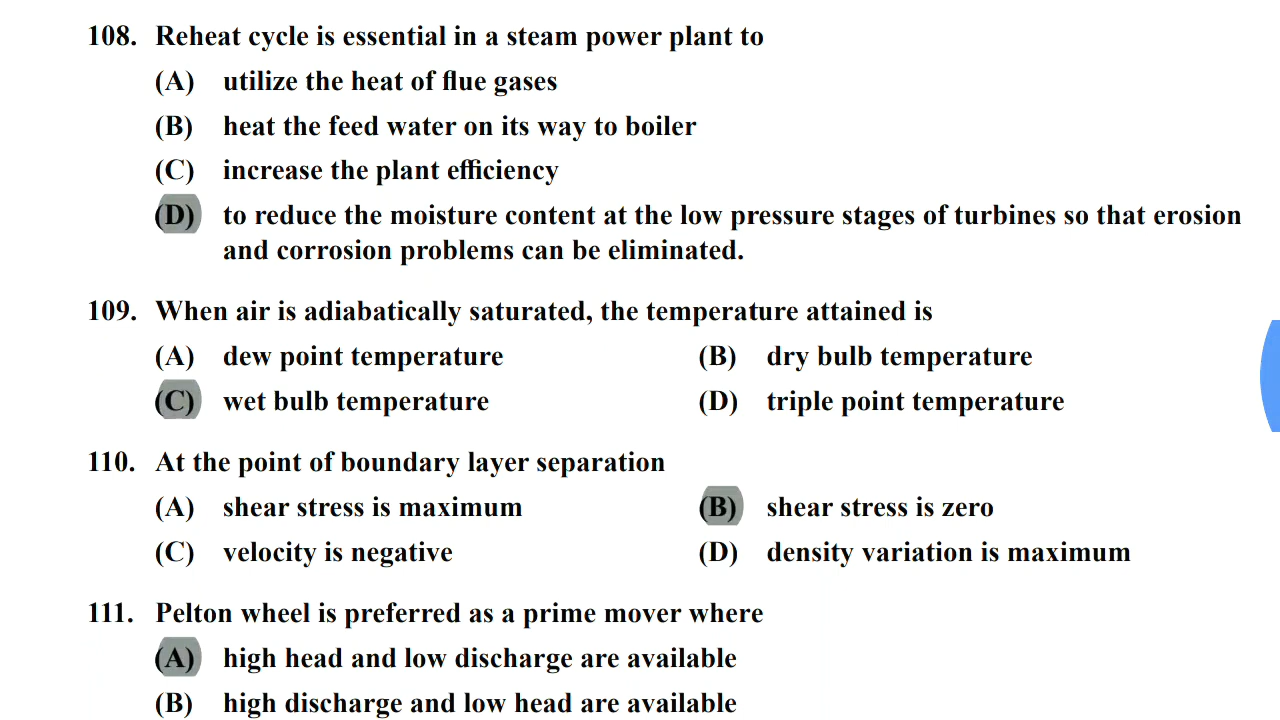 108. Reheat cycle is essential in a steam power plant to
(A) utilize the heat of flue gases
(B) heat the feed water on its way to boiler
(C) increase the plant efficiency
(D) to reduce the moisture content at the low pressure stages of turbines so that erosion
and corrosion problems can be eliminated.
109. When air is adiabatically saturated, the temperature attained is
(A) dew point temperature (B) dry bulb temperature
(C) wet bulb temperature (D) triple point temperature
110. At the point of boundary layer separation
(A) shear stress is maximum (B) shear stress is zero
(C) velocity is negative (D) density variation is maximum
111. Pelton wheel is preferred as a prime mover where
(A) high head and low discharge are available
(B) high discharge and low head are available